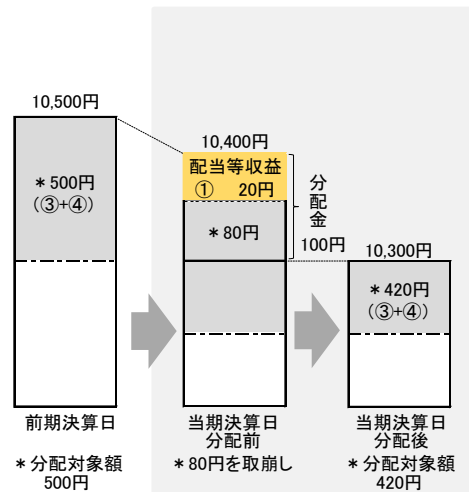 10,500円
＊500円
（③+④）
前期決算日
＊分配対象額
500円
10,400円
配当等収益
①　20円
＊80円
分配金
100円
当期決算日
分配前
＊80円を取崩し
10,300円
＊420円
（③+④）
当期決算日
分配後
＊分配対象額
420円